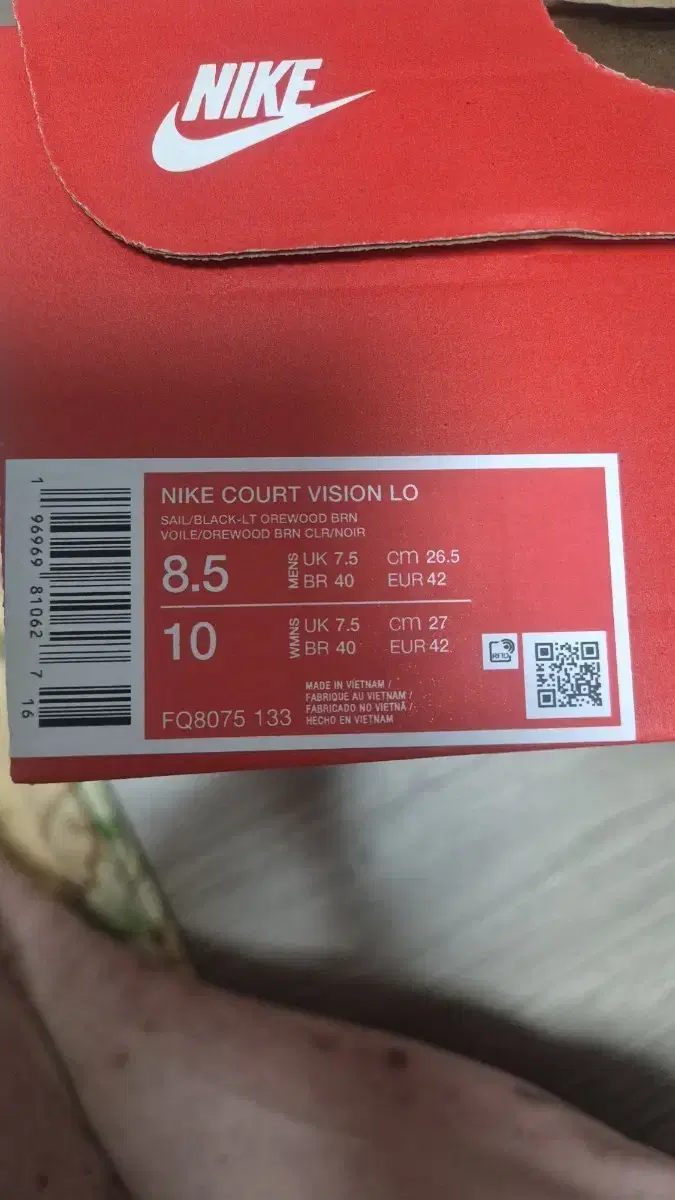 NIKE
NIKE COURT VISION LO
SAIL/BLACK-LT OREWOOD BRN
VOILE/OREWOOD BRN CLR/NOIR
8.5 MENS UK 7.5 cm 26.5
BR 40 EUR 42
10 WMNS UK 7.5 cm 27
BR 40 EUR 42
RFID
MADE IN VIETNAM /
FABRIQUE AU VIETNAM /
FABRICADO NO VIETNÃ /
HECHO EN VIETNAM
FQ8075 133
1 96969 81062 7 16